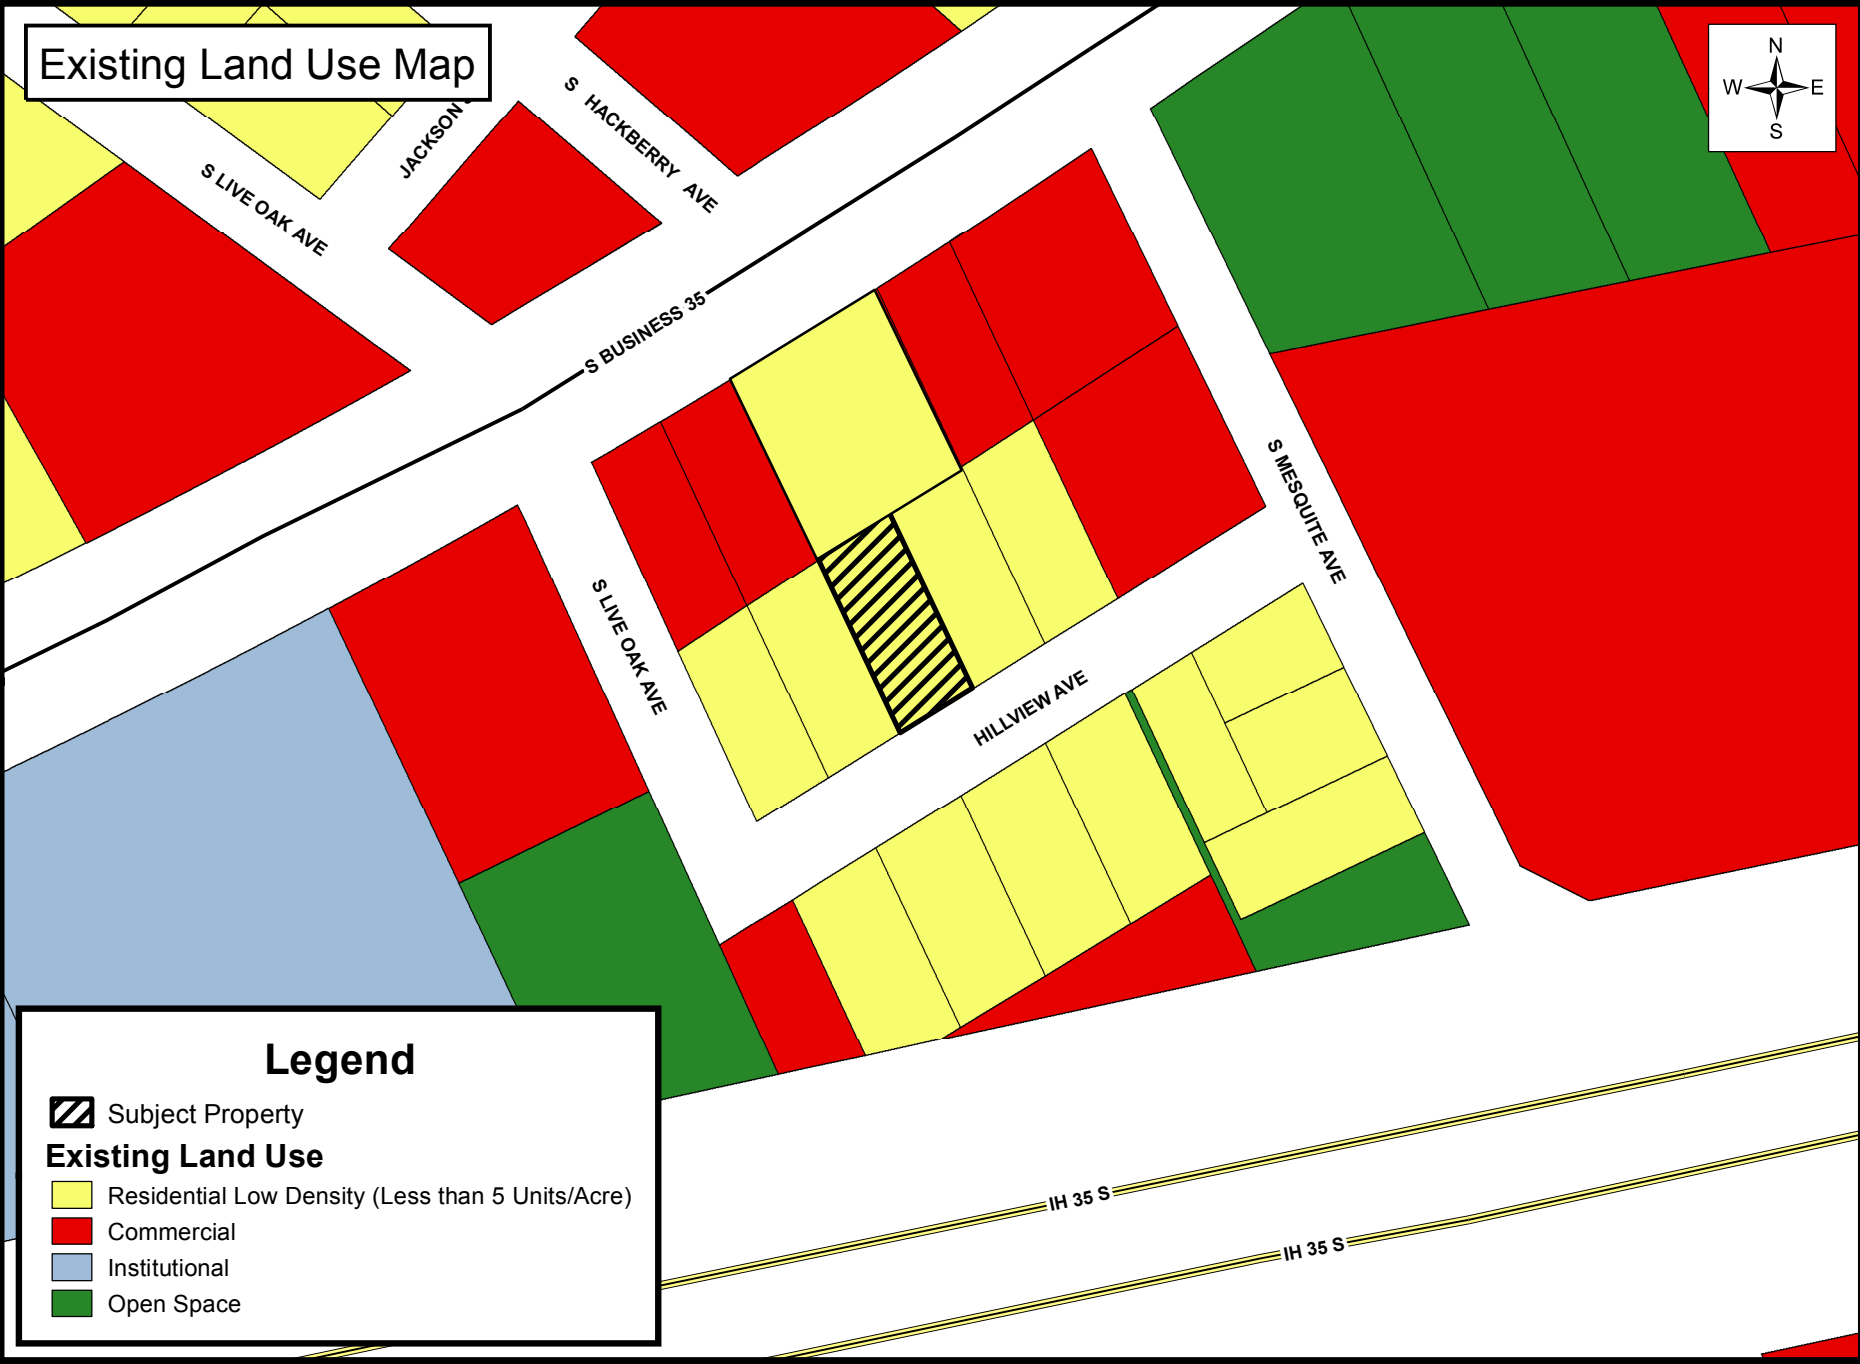 Existing Land Use Map
N
W E
S
S HACKBERRY AVE
JACKSON
S LIVE OAK AVE
S BUSINESS 35
S MESQUITE AVE
S LIVE OAK AVE
HILLVIEW AVE
IH 35 S
IH 35 S
Legend
Subject Property
Existing Land Use
Residential Low Density (Less than 5 Units/Acre)
Commercial
Institutional
Open Space